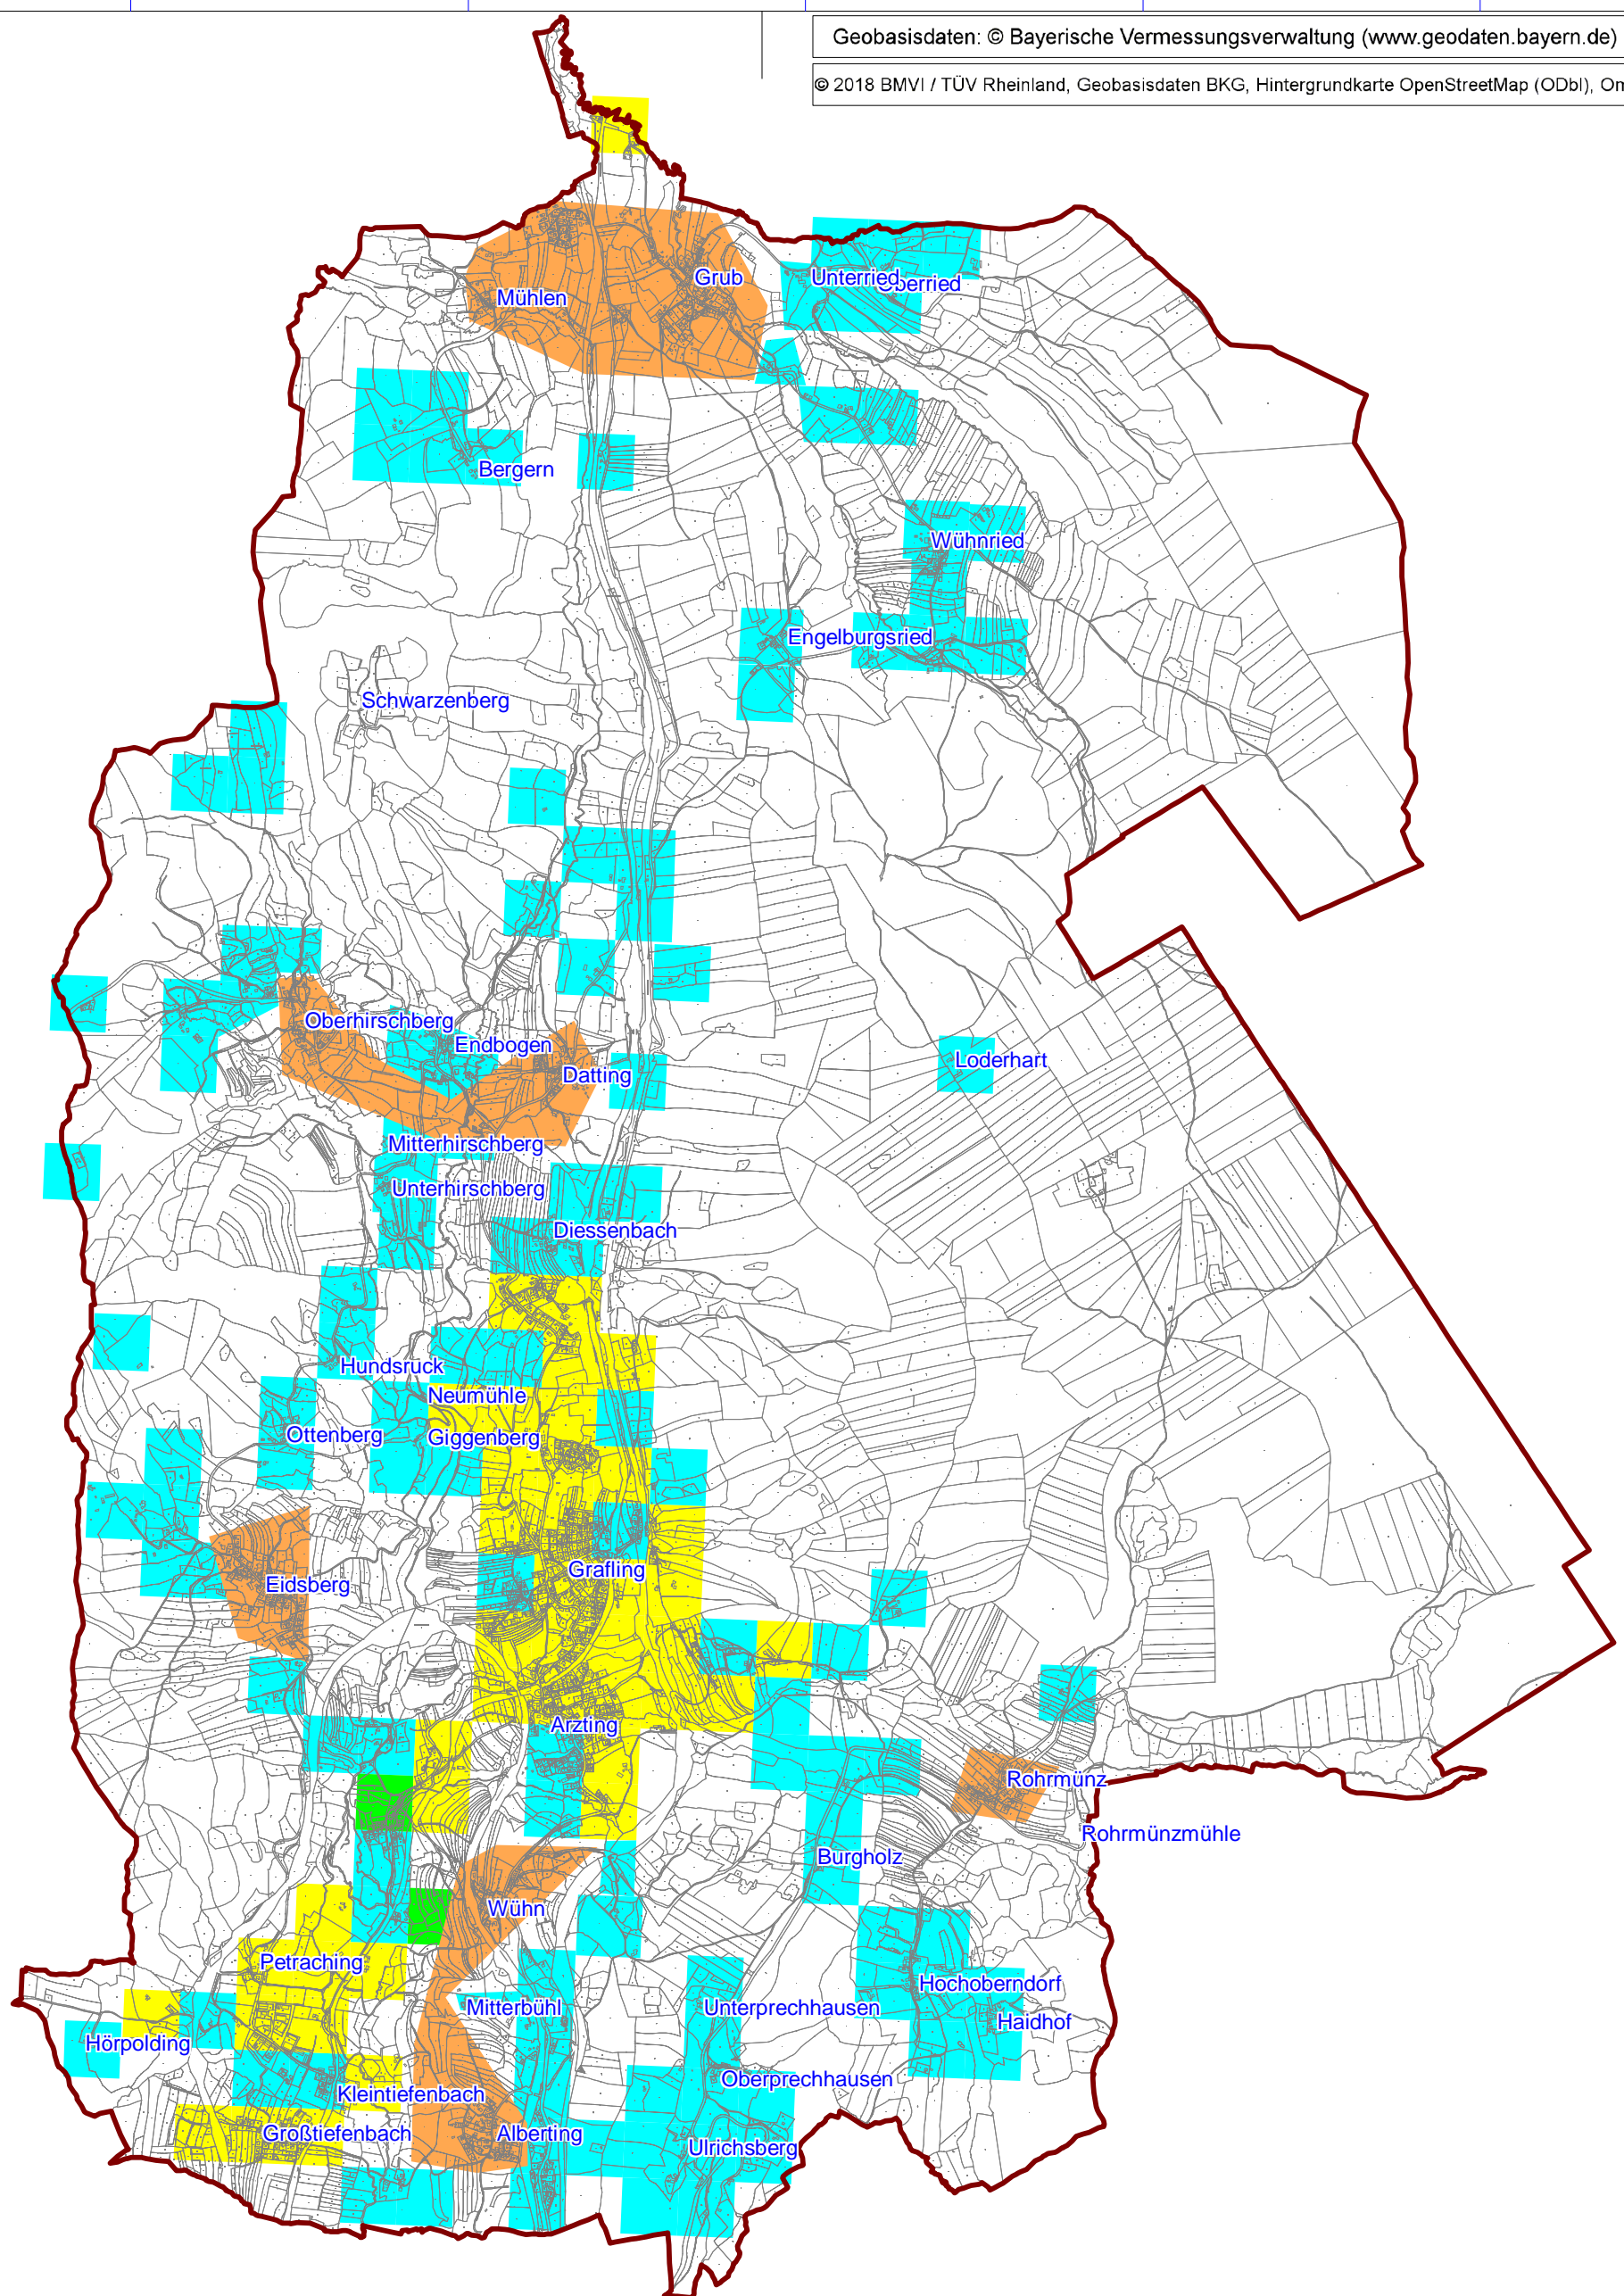 Geobasisdaten: © Bayerische Vermessungsverwaltung (www.geodaten.bayern.de)
© 2018 BMVI / TÜV Rheinland, Geobasisdaten BKG, Hintergrundkarte OpenStreetMap (ODbl),
Grub
Unterried
Oberried
Mühlen
Bergern
Wühnried
Engelburgsried
Schwarzenberg
Oberhirschberg
Endbogen
Loderhart
Datting
Mitterhirschberg
Unterhirschberg
Diessenbach
Hundsruck
Neumühle
Ottenberg
Giggenberg
Grafling
Eidsberg
Arzting
Rohrmünz
Rohrmünzmühle
Burgholz
Wühn
Petraching
Hochoberndorf
Mitterbühl
Unterprechhausen
Haidhof
Hörpolding
Oberprechhausen
Kleintiefenbach
Großtiefenbach
Alberting
Ulrichsberg